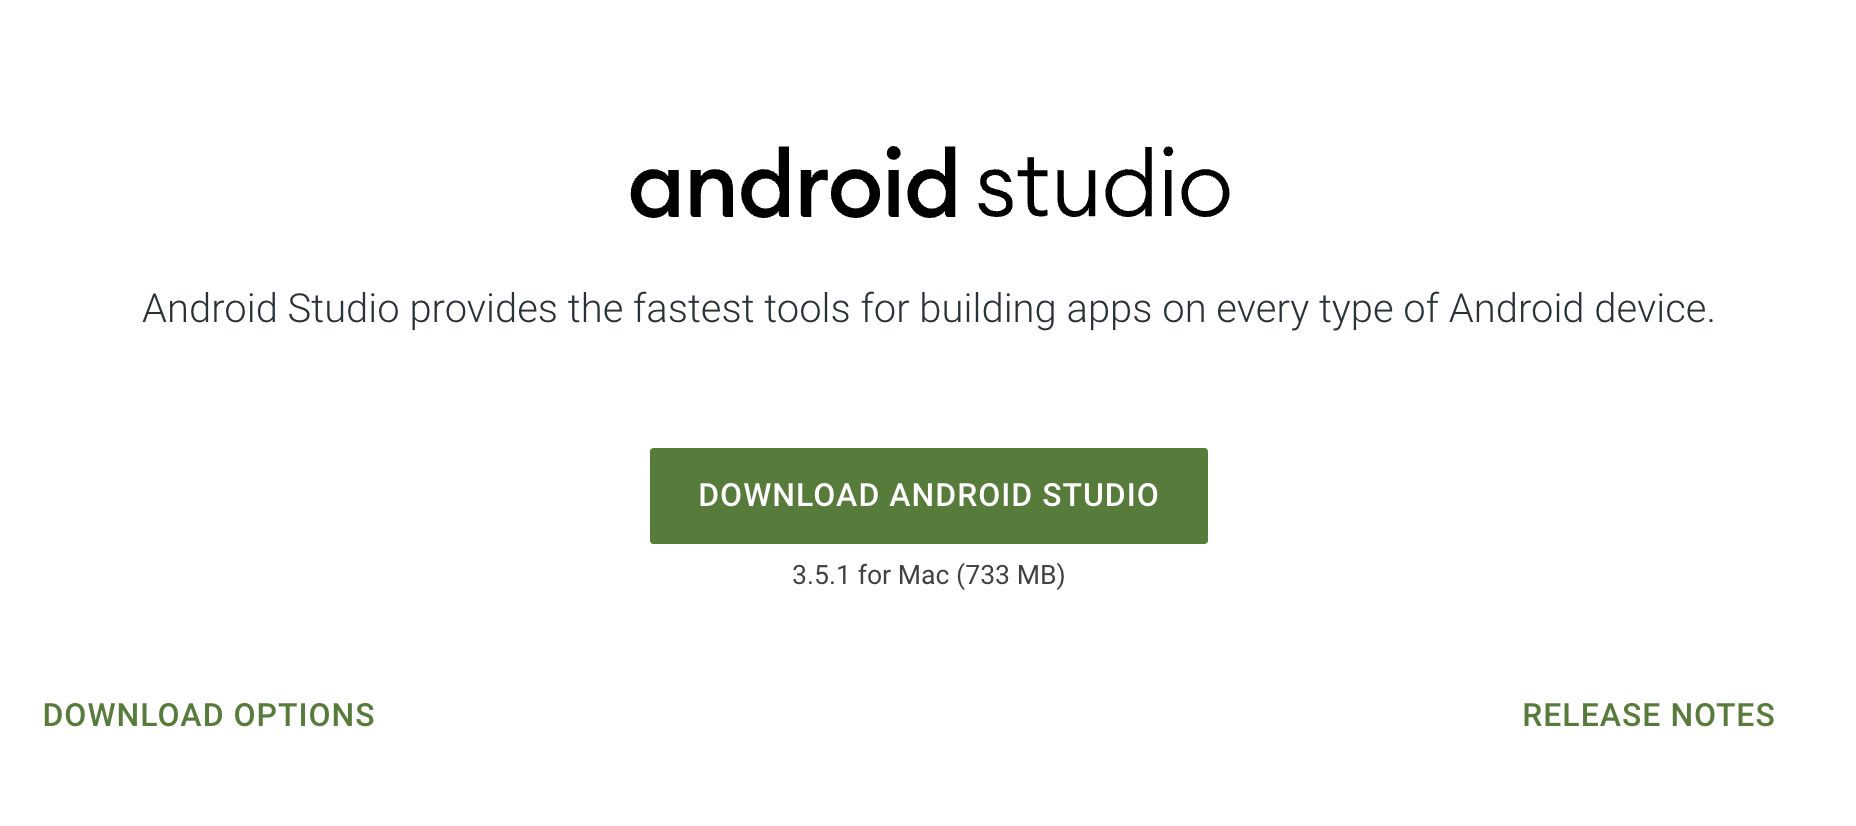 android studio
Android Studio provides the fastest tools for building apps on every type of Android device.
DOWNLOAD ANDROID STUDIO
3.5.1 for Mac (733 MB)
DOWNLOAD OPTIONS
RELEASE NOTES